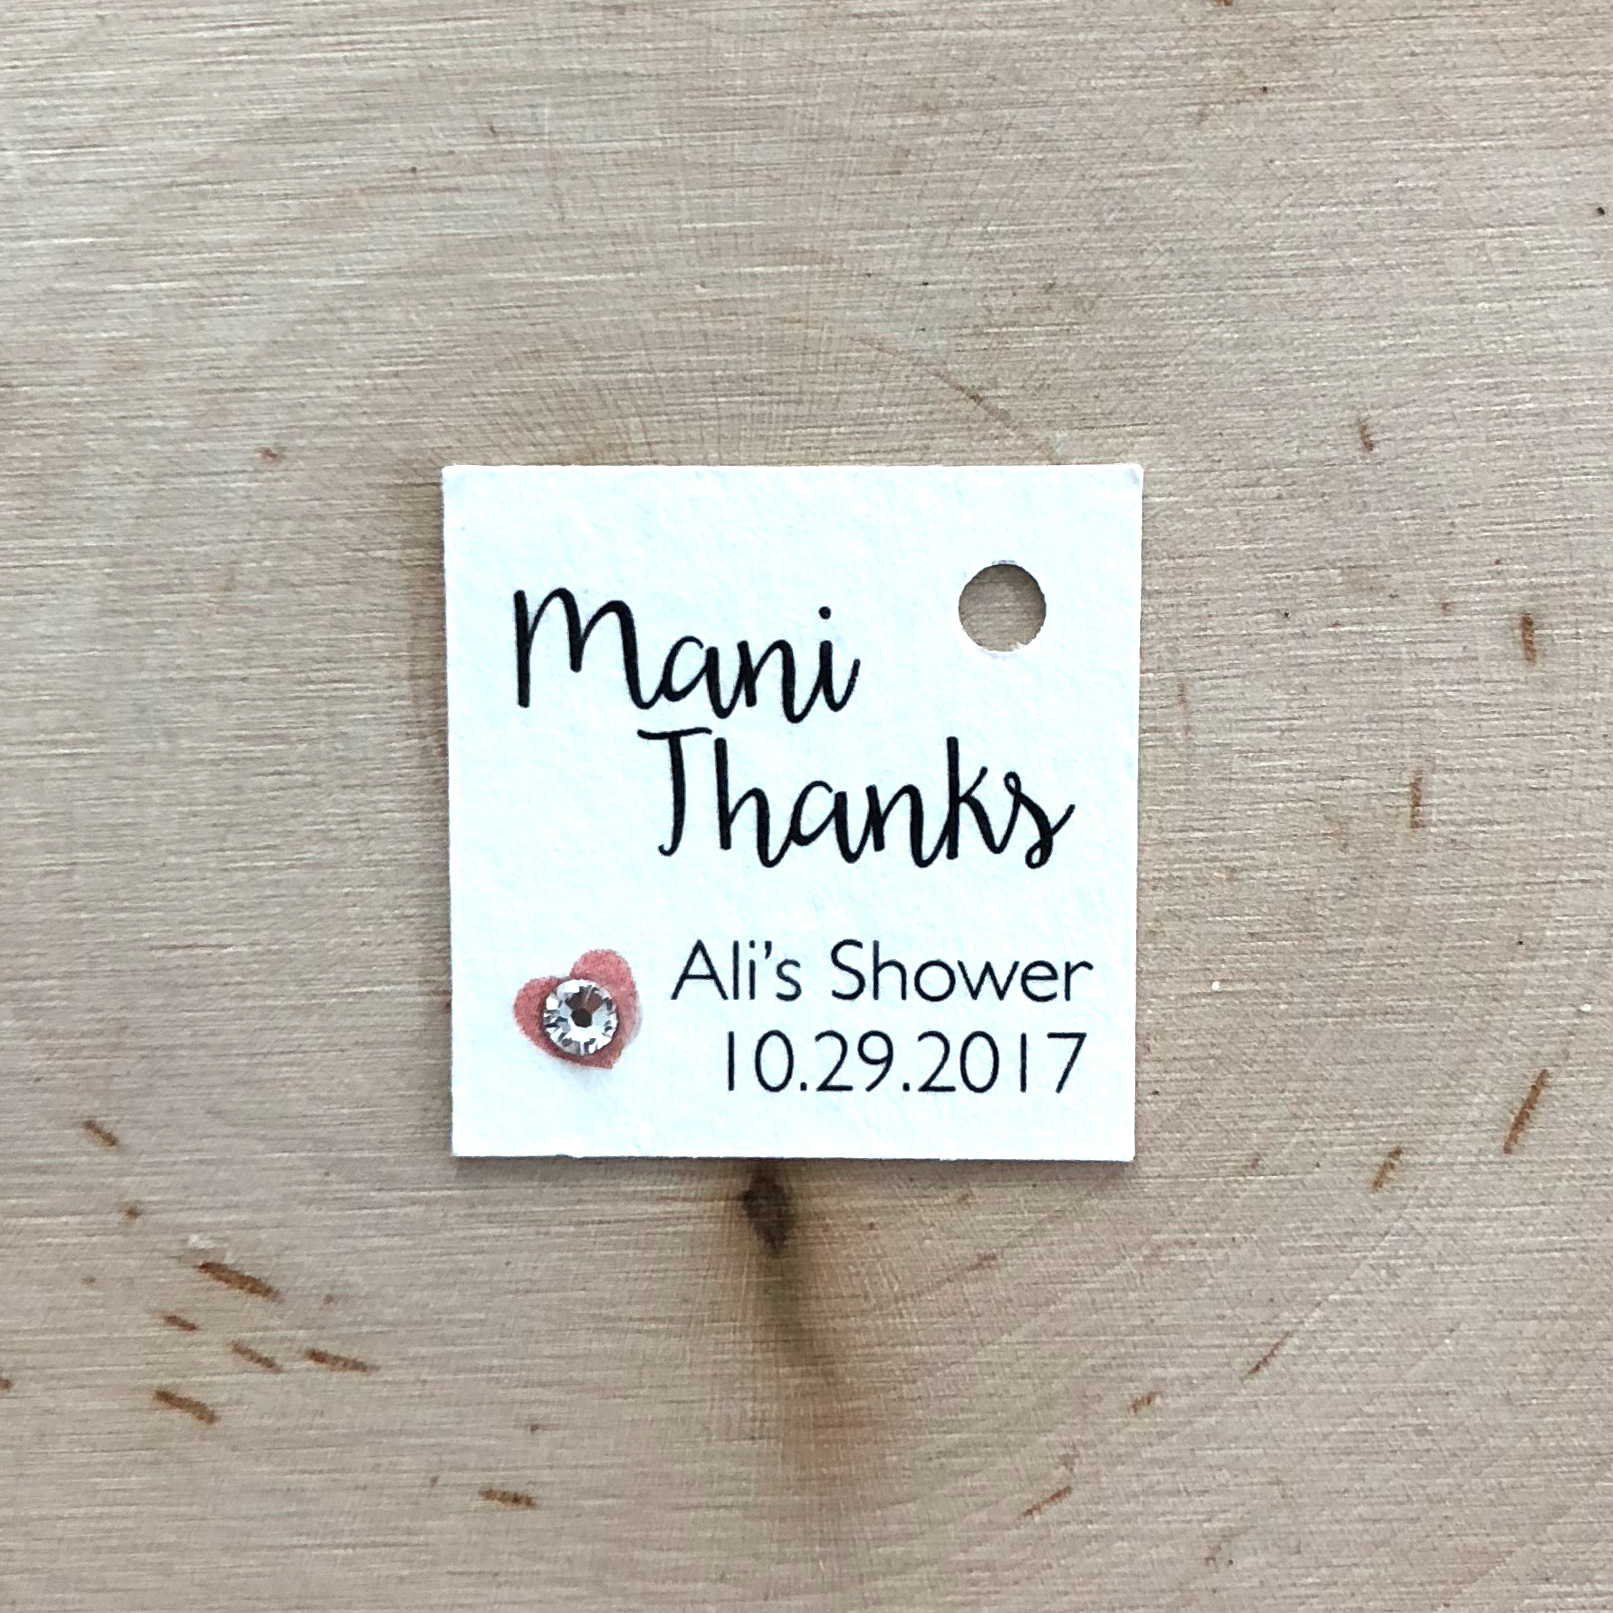 Mani
Thanks
Ali's Shower
10.29.2017